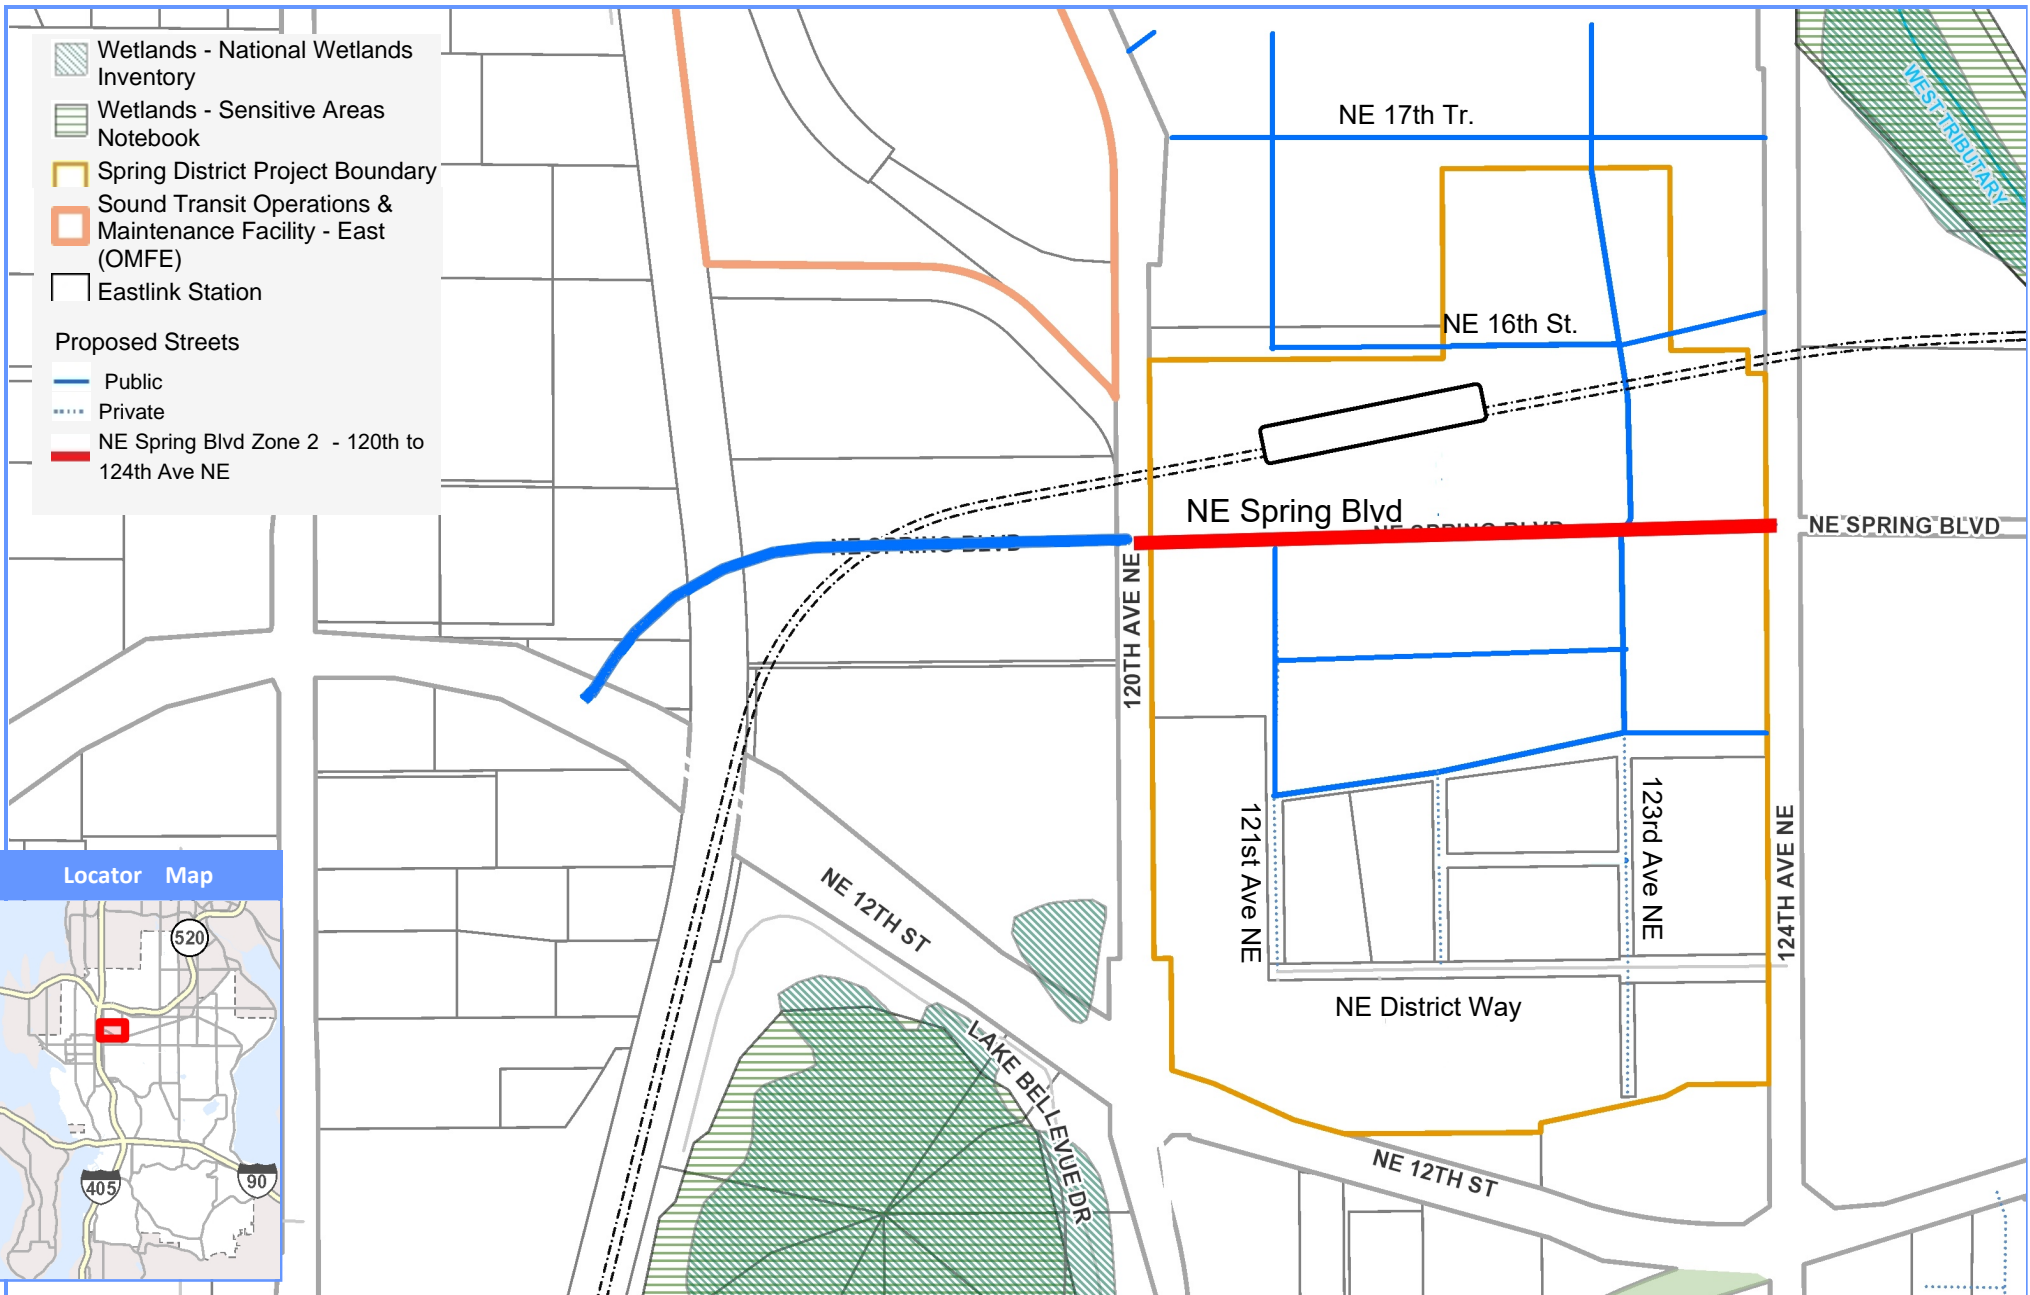 Wetlands - National Wetlands
Inventory
Wetlands - Sensitive Areas
Notebook
Spring District Project Boundary
Sound Transit Operations &
Maintenance Facility - East
(OMFE)
Eastlink Station
Proposed Streets
Public
Private
NE Spring Blvd Zone 2 - 120th to
124th Ave NE
Locator Map
520
405
90
NE 17th Tr.
WEST TRIBUTARY
NE 16th St.
NE Spring Blvd
NE SPRING BLVD
NE SPRING BLVD
NE SPRING BLVD
120TH AVE NE
121st Ave NE
123rd Ave NE
124TH AVE NE
NE 12TH ST
NE District Way
LAKE BELLEVUE DR
NE 12TH ST